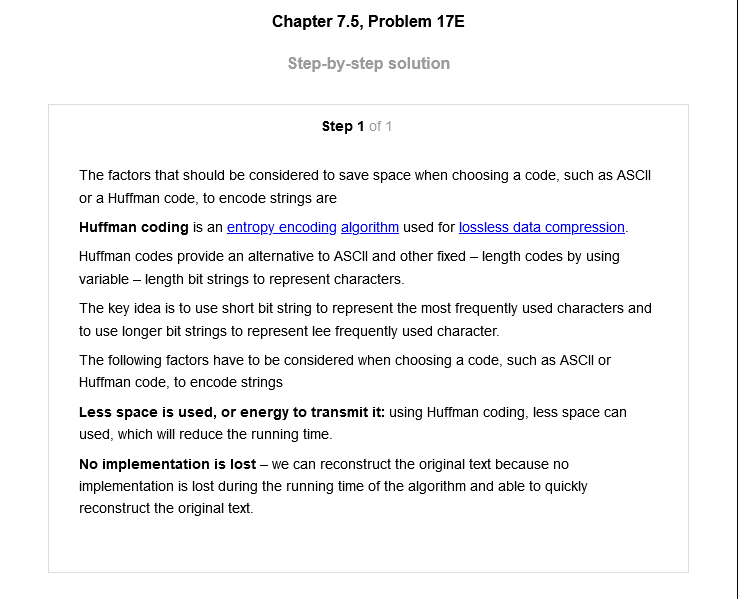 Chapter 7.5, Problem 17E
Step-by-step solution
Step 1 of 1
The factors that should be considered to save space when choosing a code, such as ASCII
or a Huffman code, to encode strings are
Huffman coding is an entropy encoding algorithm used for lossless data compression.
Huffman codes provide an alternative to ASCII and other fixed – length codes by using
variable – length bit strings to represent characters.
The key idea is to use short bit string to represent the most frequently used characters and
to use longer bit strings to represent lee frequently used character.
The following factors have to be considered when choosing a code, such as ASCII or
Huffman code, to encode strings
Less space is used, or energy to transmit it: using Huffman coding, less space can
used, which will reduce the running time.
No implementation is lost – we can reconstruct the original text because no
implementation is lost during the running time of the algorithm and able to quickly
reconstruct the original text.